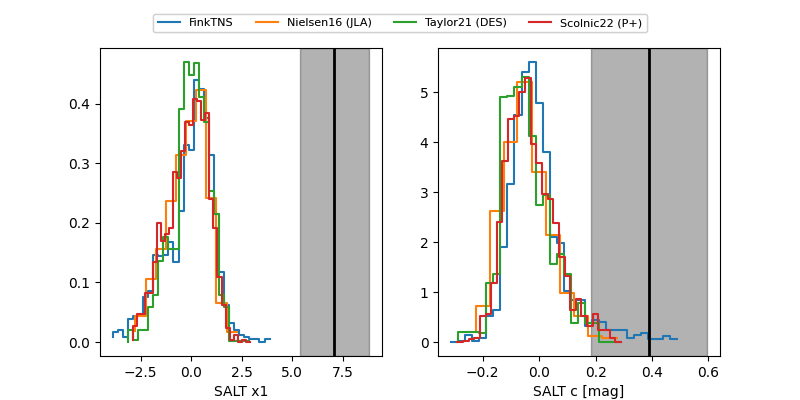 FinkTNS Nielsen16 (JLA) Taylor21 (DES) Scolnic22 (P+)
0.4
0.3
0.2
0.1
0.0
−2.5 0.0 2.5 5.0 7.5
SALT x1
5
4
3
2
1
0
−0.2 0.0 0.2 0.4 0.6
SALT c [mag]